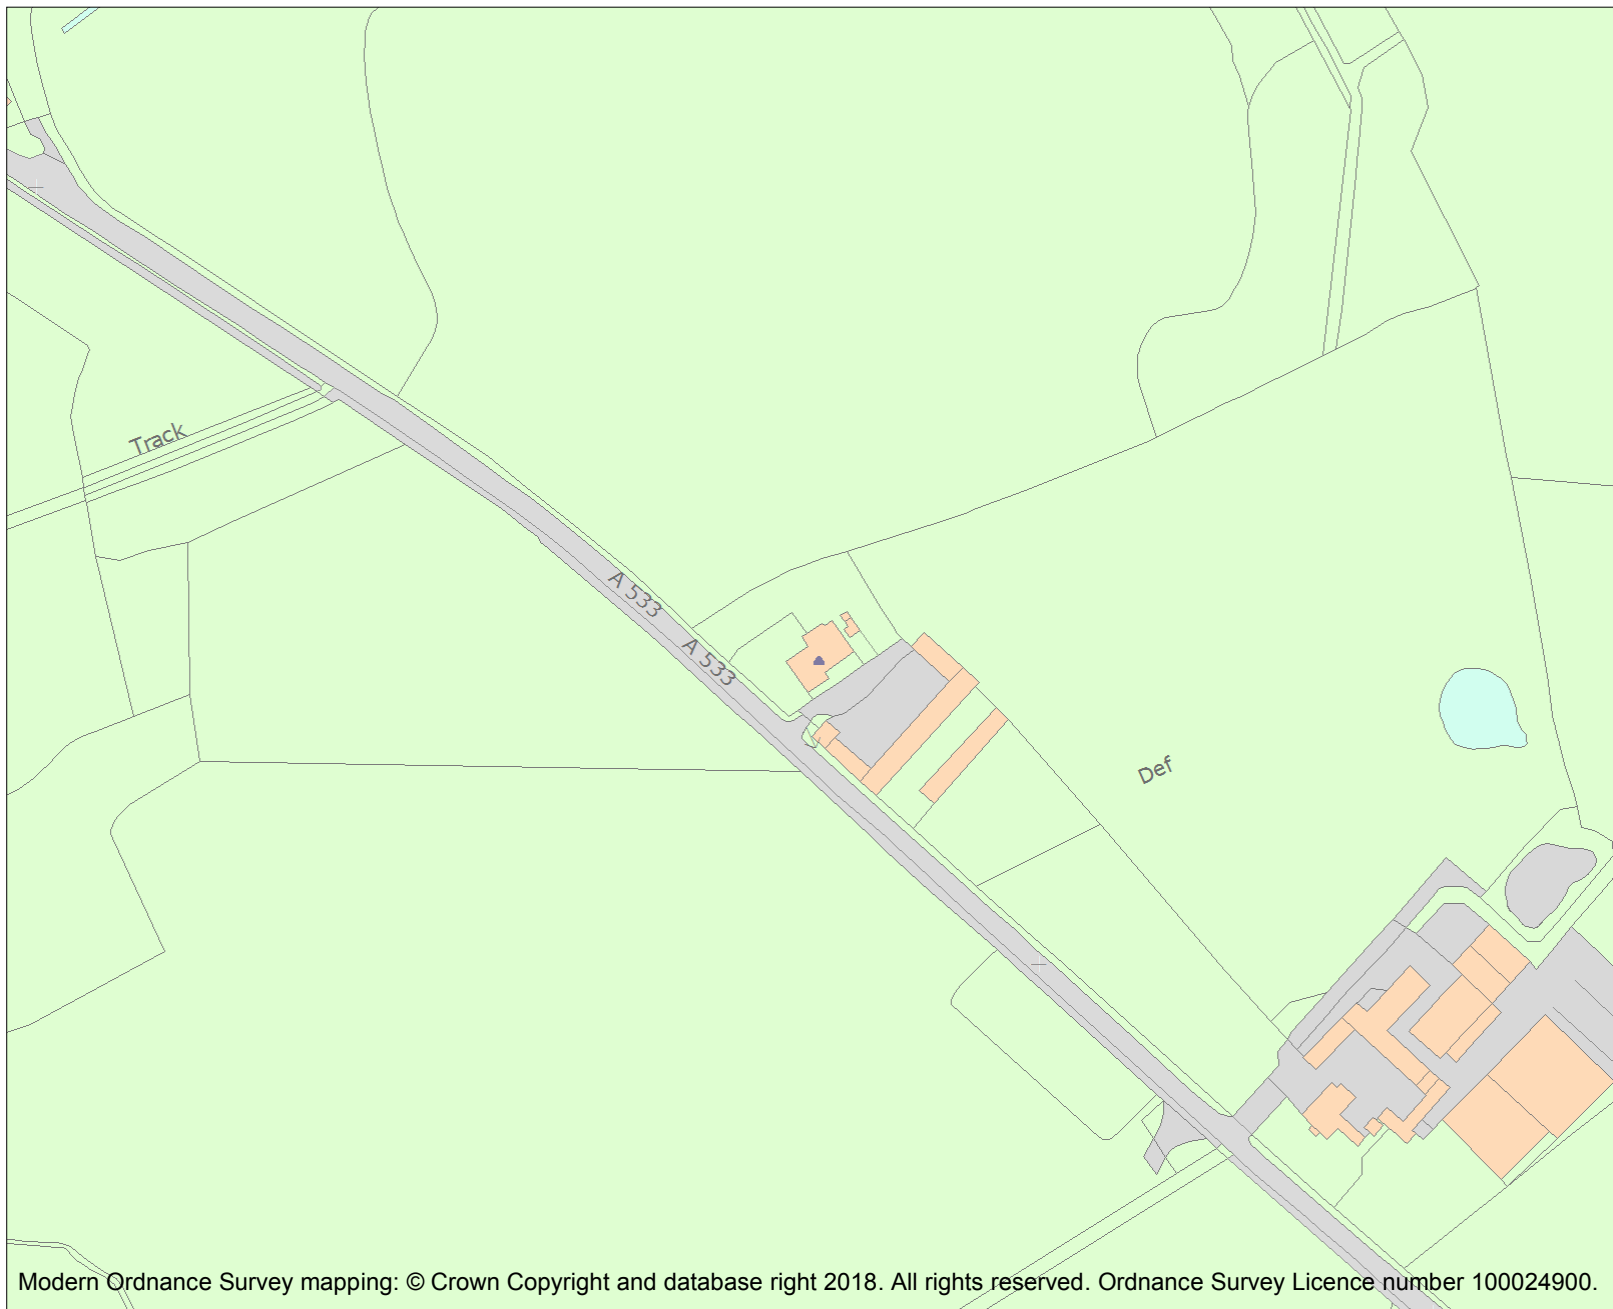 Track
A 533
A 533
Def
Modern Ordnance Survey mapping: © Crown Copyright and database right 2018. All rights reserved. Ordnance Survey Licence number 100024900.